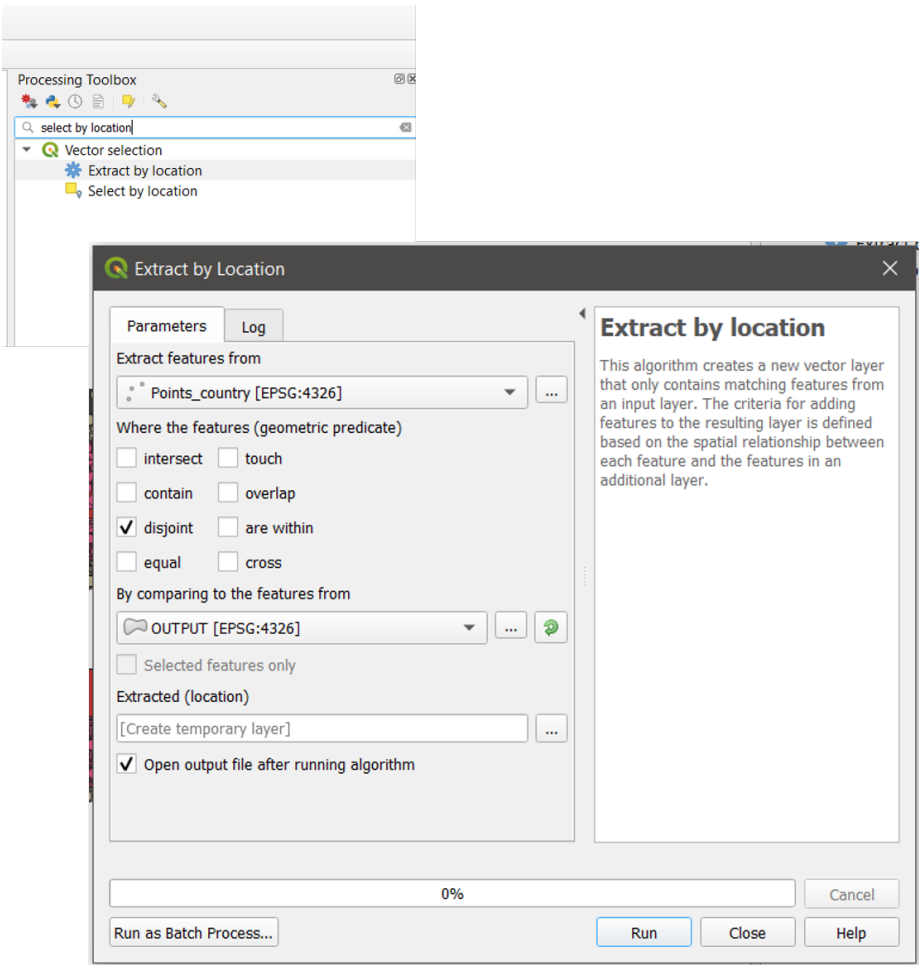 Processing Toolbox
select by location
Vector selection
Extract by location
Select by location
Extract by Location
Parameters
Log
Extract features from
Points_country [EPSG:4326]
...
Where the features (geometric predicate)
intersect
touch
contain
overlap
disjoint
are within
equal
cross
By comparing to the features from
OUTPUT [EPSG:4326]
...
Selected features only
Extracted (location)
[Create temporary layer]
...
Open output file after running algorithm
Extract by location
This algorithm creates a new vector layer
that only contains matching features from
an input layer. The criteria for adding
features to the resulting layer is defined
based on the spatial relationship between
each feature and the features in an
additional layer.
0%
Cancel
Run as Batch Process...
Run
Close
Help